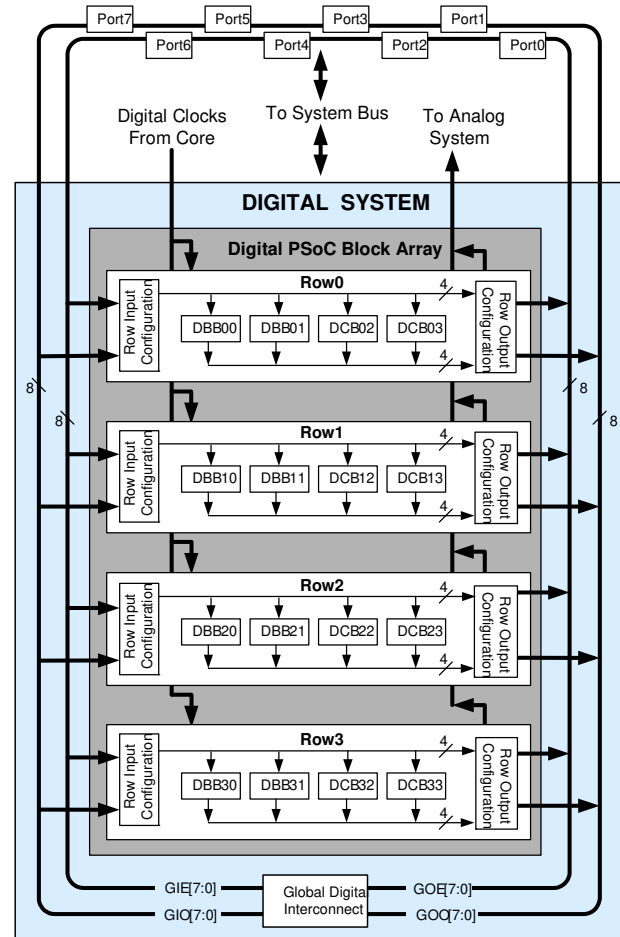 Port7
Port5
Port3
Port1
Port6
Port4
Port2
Port0
Digital Clocks
From Core
To System Bus
To Analog
System
DIGITAL SYSTEM
Digital PSoC Block Array
Row0
4
Row Input
Configuration
DBB00
DBB01
DCB02
DCB03
4
Row Output
Configuration
8
8
8
8
Row1
4
Row Input
Configuration
DBB10
DBB11
DCB12
DCB13
4
Row Output
Configuration
Row2
4
Row Input
Configuration
DBB20
DBB21
DCB22
DCB23
4
Row Output
Configuration
Row3
4
Row Input
Configuration
DBB30
DBB31
DCB32
DCB33
4
Row Output
Configuration
GIE[7:0]
GIO[7:0]
Global Digital
Interconnect
GOE[7:0]
GOO[7:0]